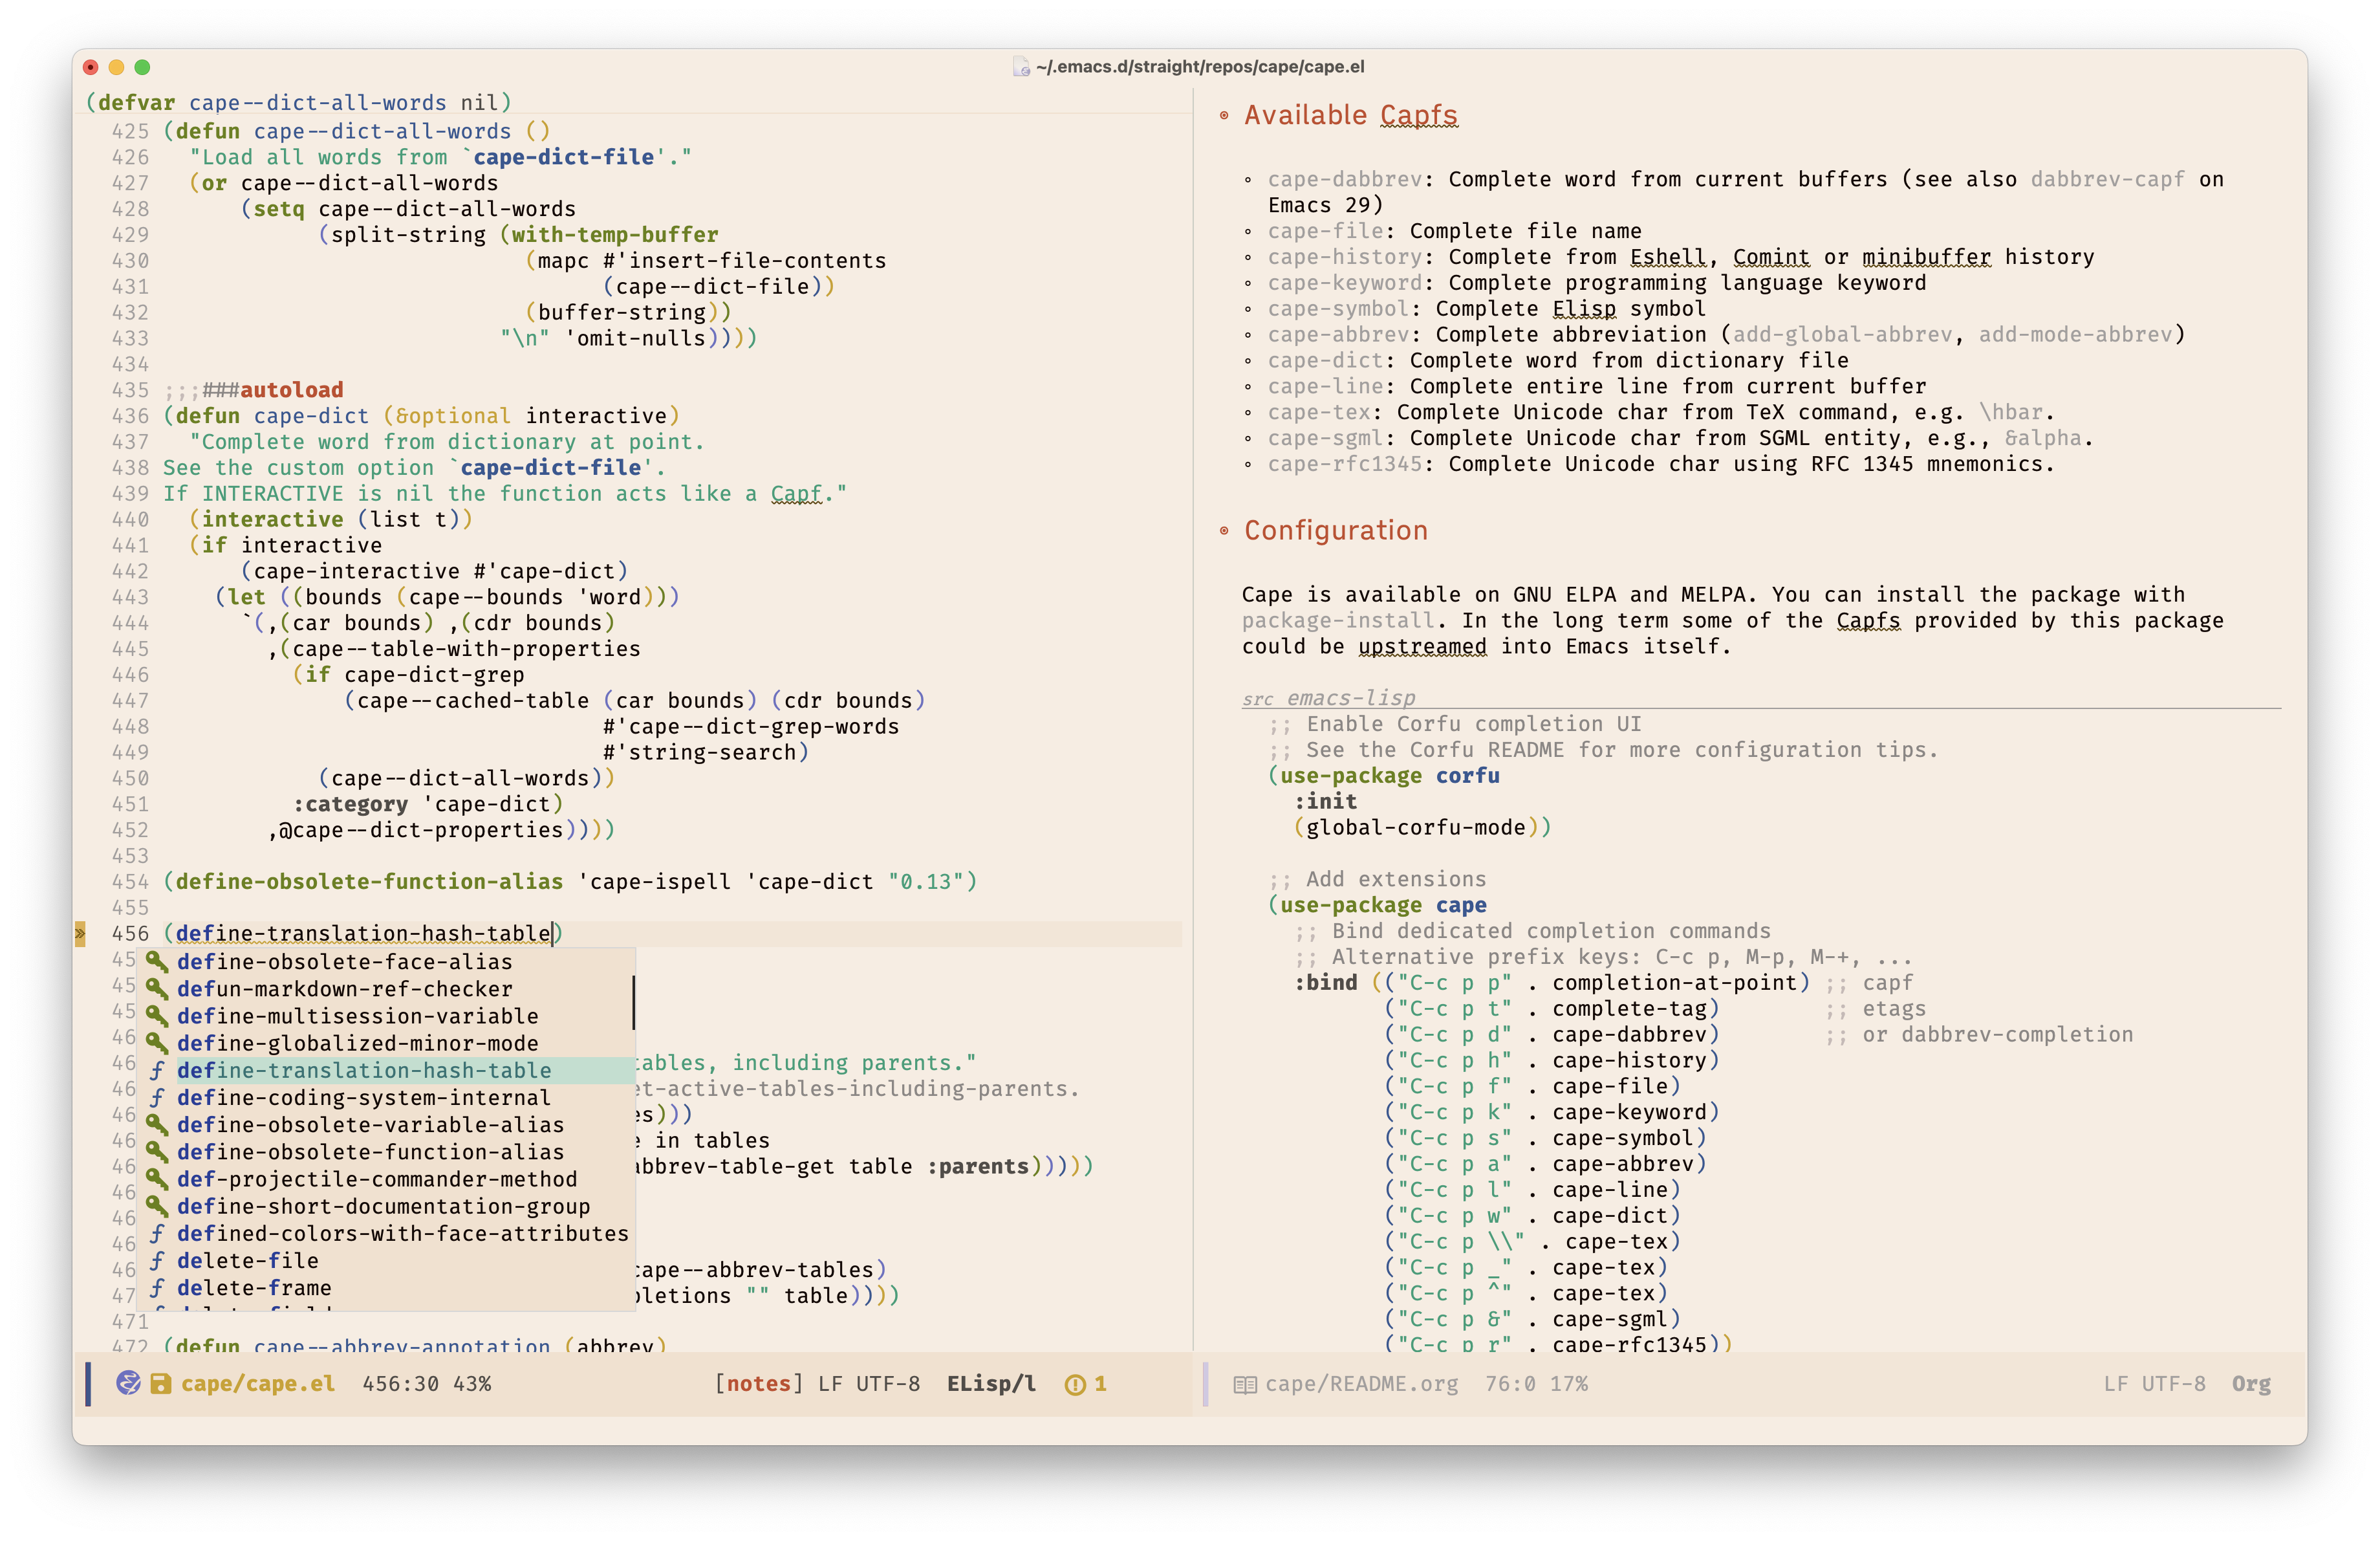 ~/.emacs.d/straight/repos/cape/cape.el
(defvar cape--dict-all-words nil)
425 (defun cape--dict-all-words ()
426   "Load all words from `cape-dict-file'."
427   (or cape--dict-all-words
428       (setq cape--dict-all-words
429             (split-string (with-temp-buffer
430                             (mapc #'insert-file-contents
431                                   (cape--dict-file))
432                             (buffer-string))
433                           "\n" 'omit-nulls))))
434
435 ;;;###autoload
436 (defun cape-dict (&optional interactive)
437   "Complete word from dictionary at point.
438 See the custom option `cape-dict-file'.
439 If INTERACTIVE is nil the function acts like a Capf."
440   (interactive (list t))
441   (if interactive
442       (cape-interactive #'cape-dict)
443     (let ((bounds (cape--bounds 'word)))
444       `(,(car bounds) ,(cdr bounds)
445         ,(cape--table-with-properties
446           (if cape-dict-grep
447               (cape--cached-table (car bounds) (cdr bounds)
448                                   #'cape--dict-grep-words
449                                   #'string-search)
450             (cape--dict-all-words))
451           :category 'cape-dict)
452         ,@cape--dict-properties))))
453
454 (define-obsolete-function-alias 'cape-ispell 'cape-dict "0.13")
455
» 456 (define-translation-hash-table)
45 define-obsolete-face-alias
45 defun-markdown-ref-checker
45 define-multisession-variable
46 define-globalized-minor-mode
46 ƒ define-translation-hash-table tables, including parents."
46 ƒ define-coding-system-internal et-active-tables-including-parents.
46 define-obsolete-variable-alias es)))
46 define-obsolete-function-alias e in tables
46 def-projectile-commander-method abbrev-table-get table :parents)))))
46 define-short-documentation-group
46 ƒ defined-colors-with-face-attributes
46 ƒ delete-file
46 ƒ delete-frame cape--abbrev-tables)
47 pletions "" table))))
471
472 (defun cape--abbrev-annotation (abbrev)
cape/cape.el 456:30 43% [notes] LF UTF-8 ELisp/l 1
Available Capfs
cape-dabbrev: Complete word from current buffers (see also dabbrev-capf on
Emacs 29)
cape-file: Complete file name
cape-history: Complete from Eshell, Comint or minibuffer history
cape-keyword: Complete programming language keyword
cape-symbol: Complete Elisp symbol
cape-abbrev: Complete abbreviation (add-global-abbrev, add-mode-abbrev)
cape-dict: Complete word from dictionary file
cape-line: Complete entire line from current buffer
cape-tex: Complete Unicode char from TeX command, e.g. \hbar.
cape-sgml: Complete Unicode char from SGML entity, e.g., &alpha.
cape-rfc1345: Complete Unicode char using RFC 1345 mnemonics.
Configuration
Cape is available on GNU ELPA and MELPA. You can install the package with
package-install. In the long term some of the Capfs provided by this package
could be upstreamed into Emacs itself.
src emacs-lisp
;; Enable Corfu completion UI
;; See the Corfu README for more configuration tips.
(use-package corfu
  :init
  (global-corfu-mode))
;; Add extensions
(use-package cape
  ;; Bind dedicated completion commands
  ;; Alternative prefix keys: C-c p, M-p, M-+, ...
  :bind (("C-c p p" . completion-at-point) ;; capf
         ("C-c p t" . complete-tag)        ;; etags
         ("C-c p d" . cape-dabbrev)        ;; or dabbrev-completion
         ("C-c p h" . cape-history)
         ("C-c p f" . cape-file)
         ("C-c p k" . cape-keyword)
         ("C-c p s" . cape-symbol)
         ("C-c p a" . cape-abbrev)
         ("C-c p l" . cape-line)
         ("C-c p w" . cape-dict)
         ("C-c p \\" . cape-tex)
         ("C-c p _" . cape-tex)
         ("C-c p ^" . cape-tex)
         ("C-c p &" . cape-sgml)
         ("C-c p r" . cape-rfc1345))
cape/README.org 76:0 17% LF UTF-8 Org